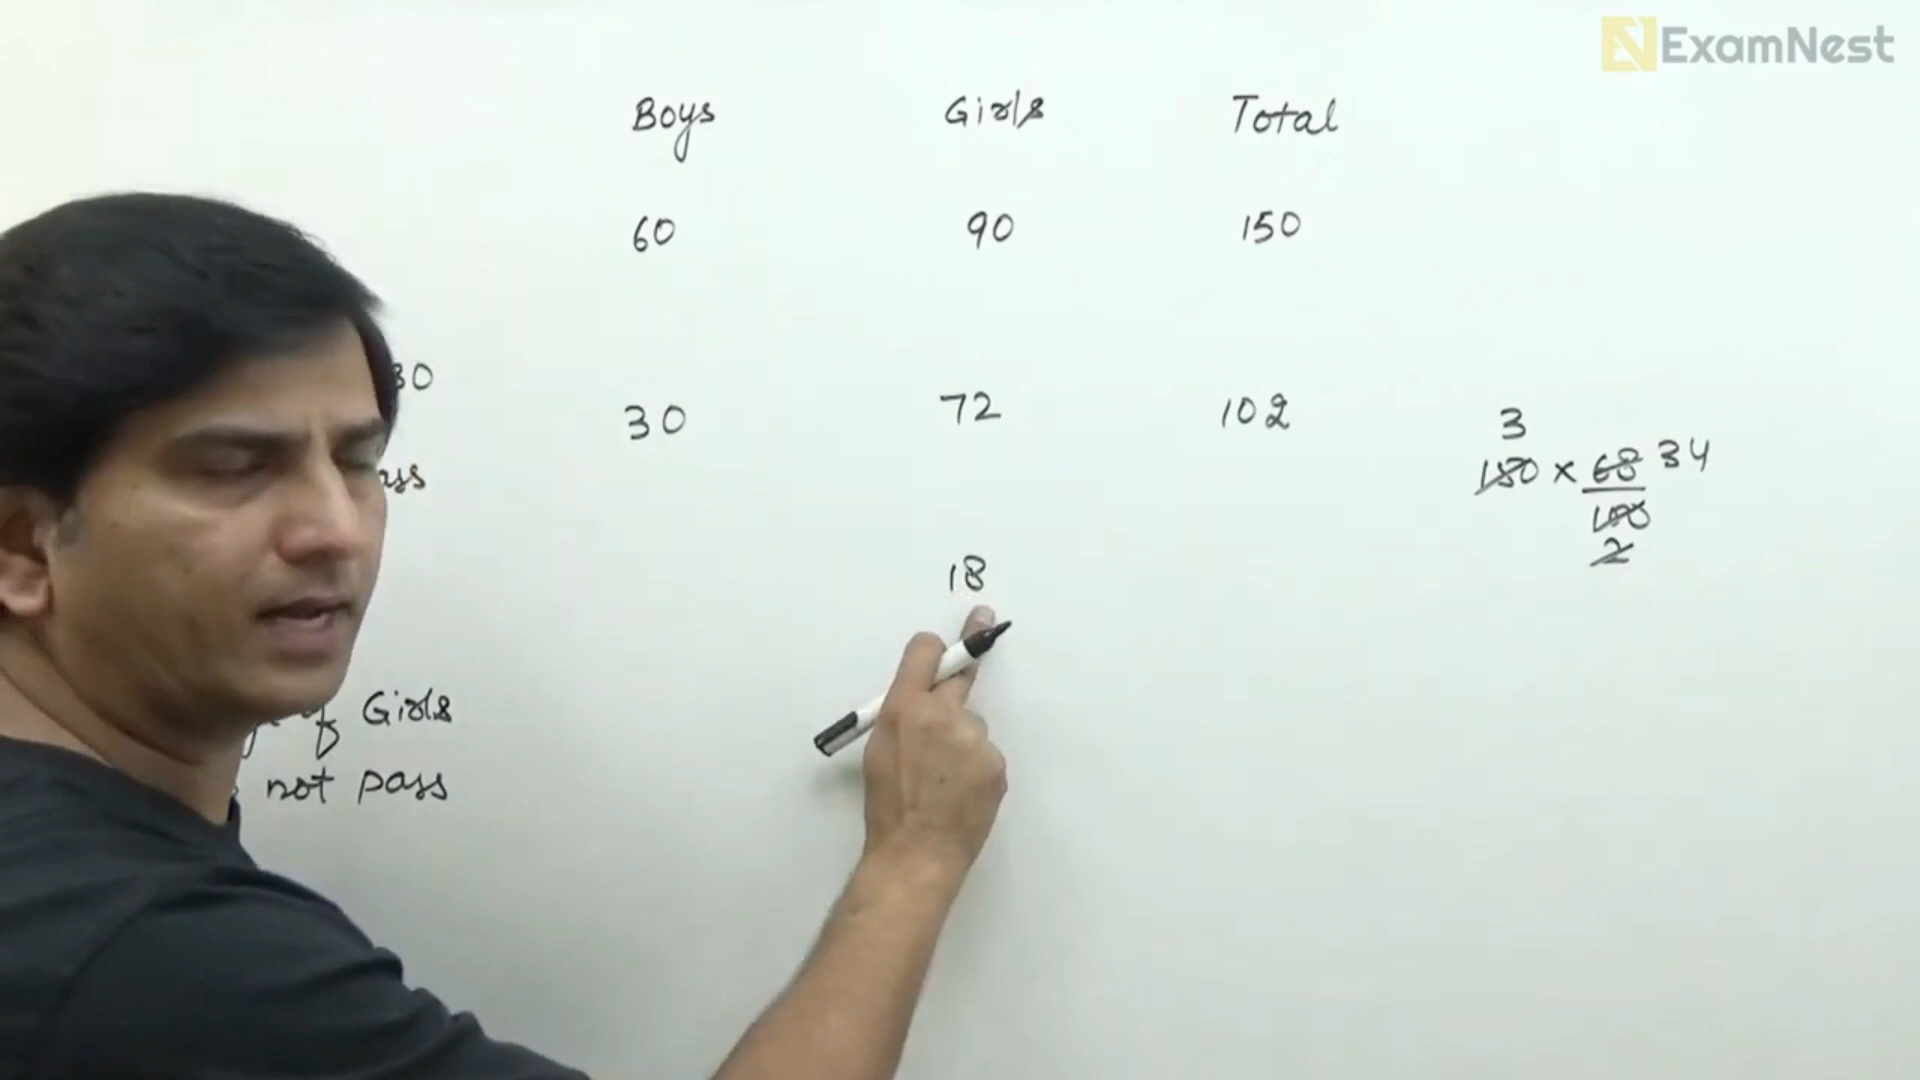 ExamNest
Boys Girls Total
60 90 150
30
30 72 102
3
150 × 68 34
100
2
18
of Girls
not pass